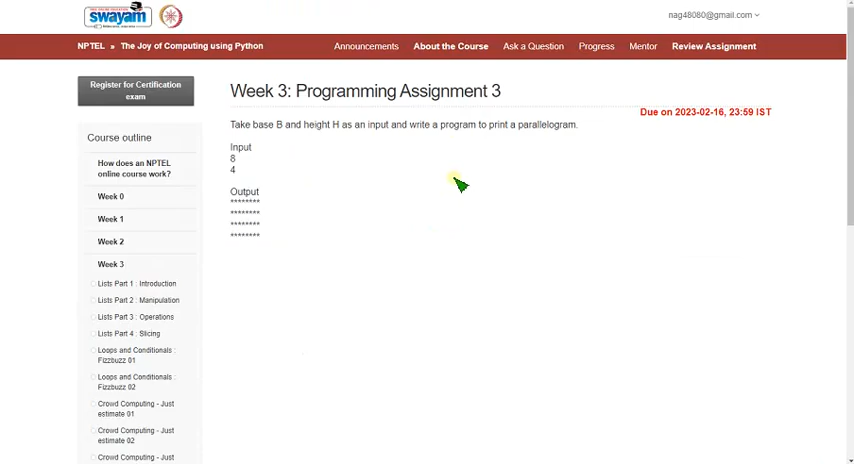 swayam
nag48080@gmail.com
NPTEL » The Joy of Computing using Python
Announcements About the Course Ask a Question Progress Mentor Review Assignment
Register for Certification
exam
Course outline
How does an NPTEL
online course work?
Week 0
Week 1
Week 2
Week 3
Lists Part 1 : Introduction
Lists Part 2 : Manipulation
Lists Part 3 : Operations
Lists Part 4 : Slicing
Loops and Conditionals :
Fizzbuzz 01
Loops and Conditionals :
Fizzbuzz 02
Crowd Computing - Just
estimate 01
Crowd Computing - Just
estimate 02
Crowd Computing - Just
Week 3: Programming Assignment 3
Due on 2023-02-16, 23:59 IST
Take base B and height H as an input and write a program to print a parallelogram.
Input
8
4
Output
********
********
********
********